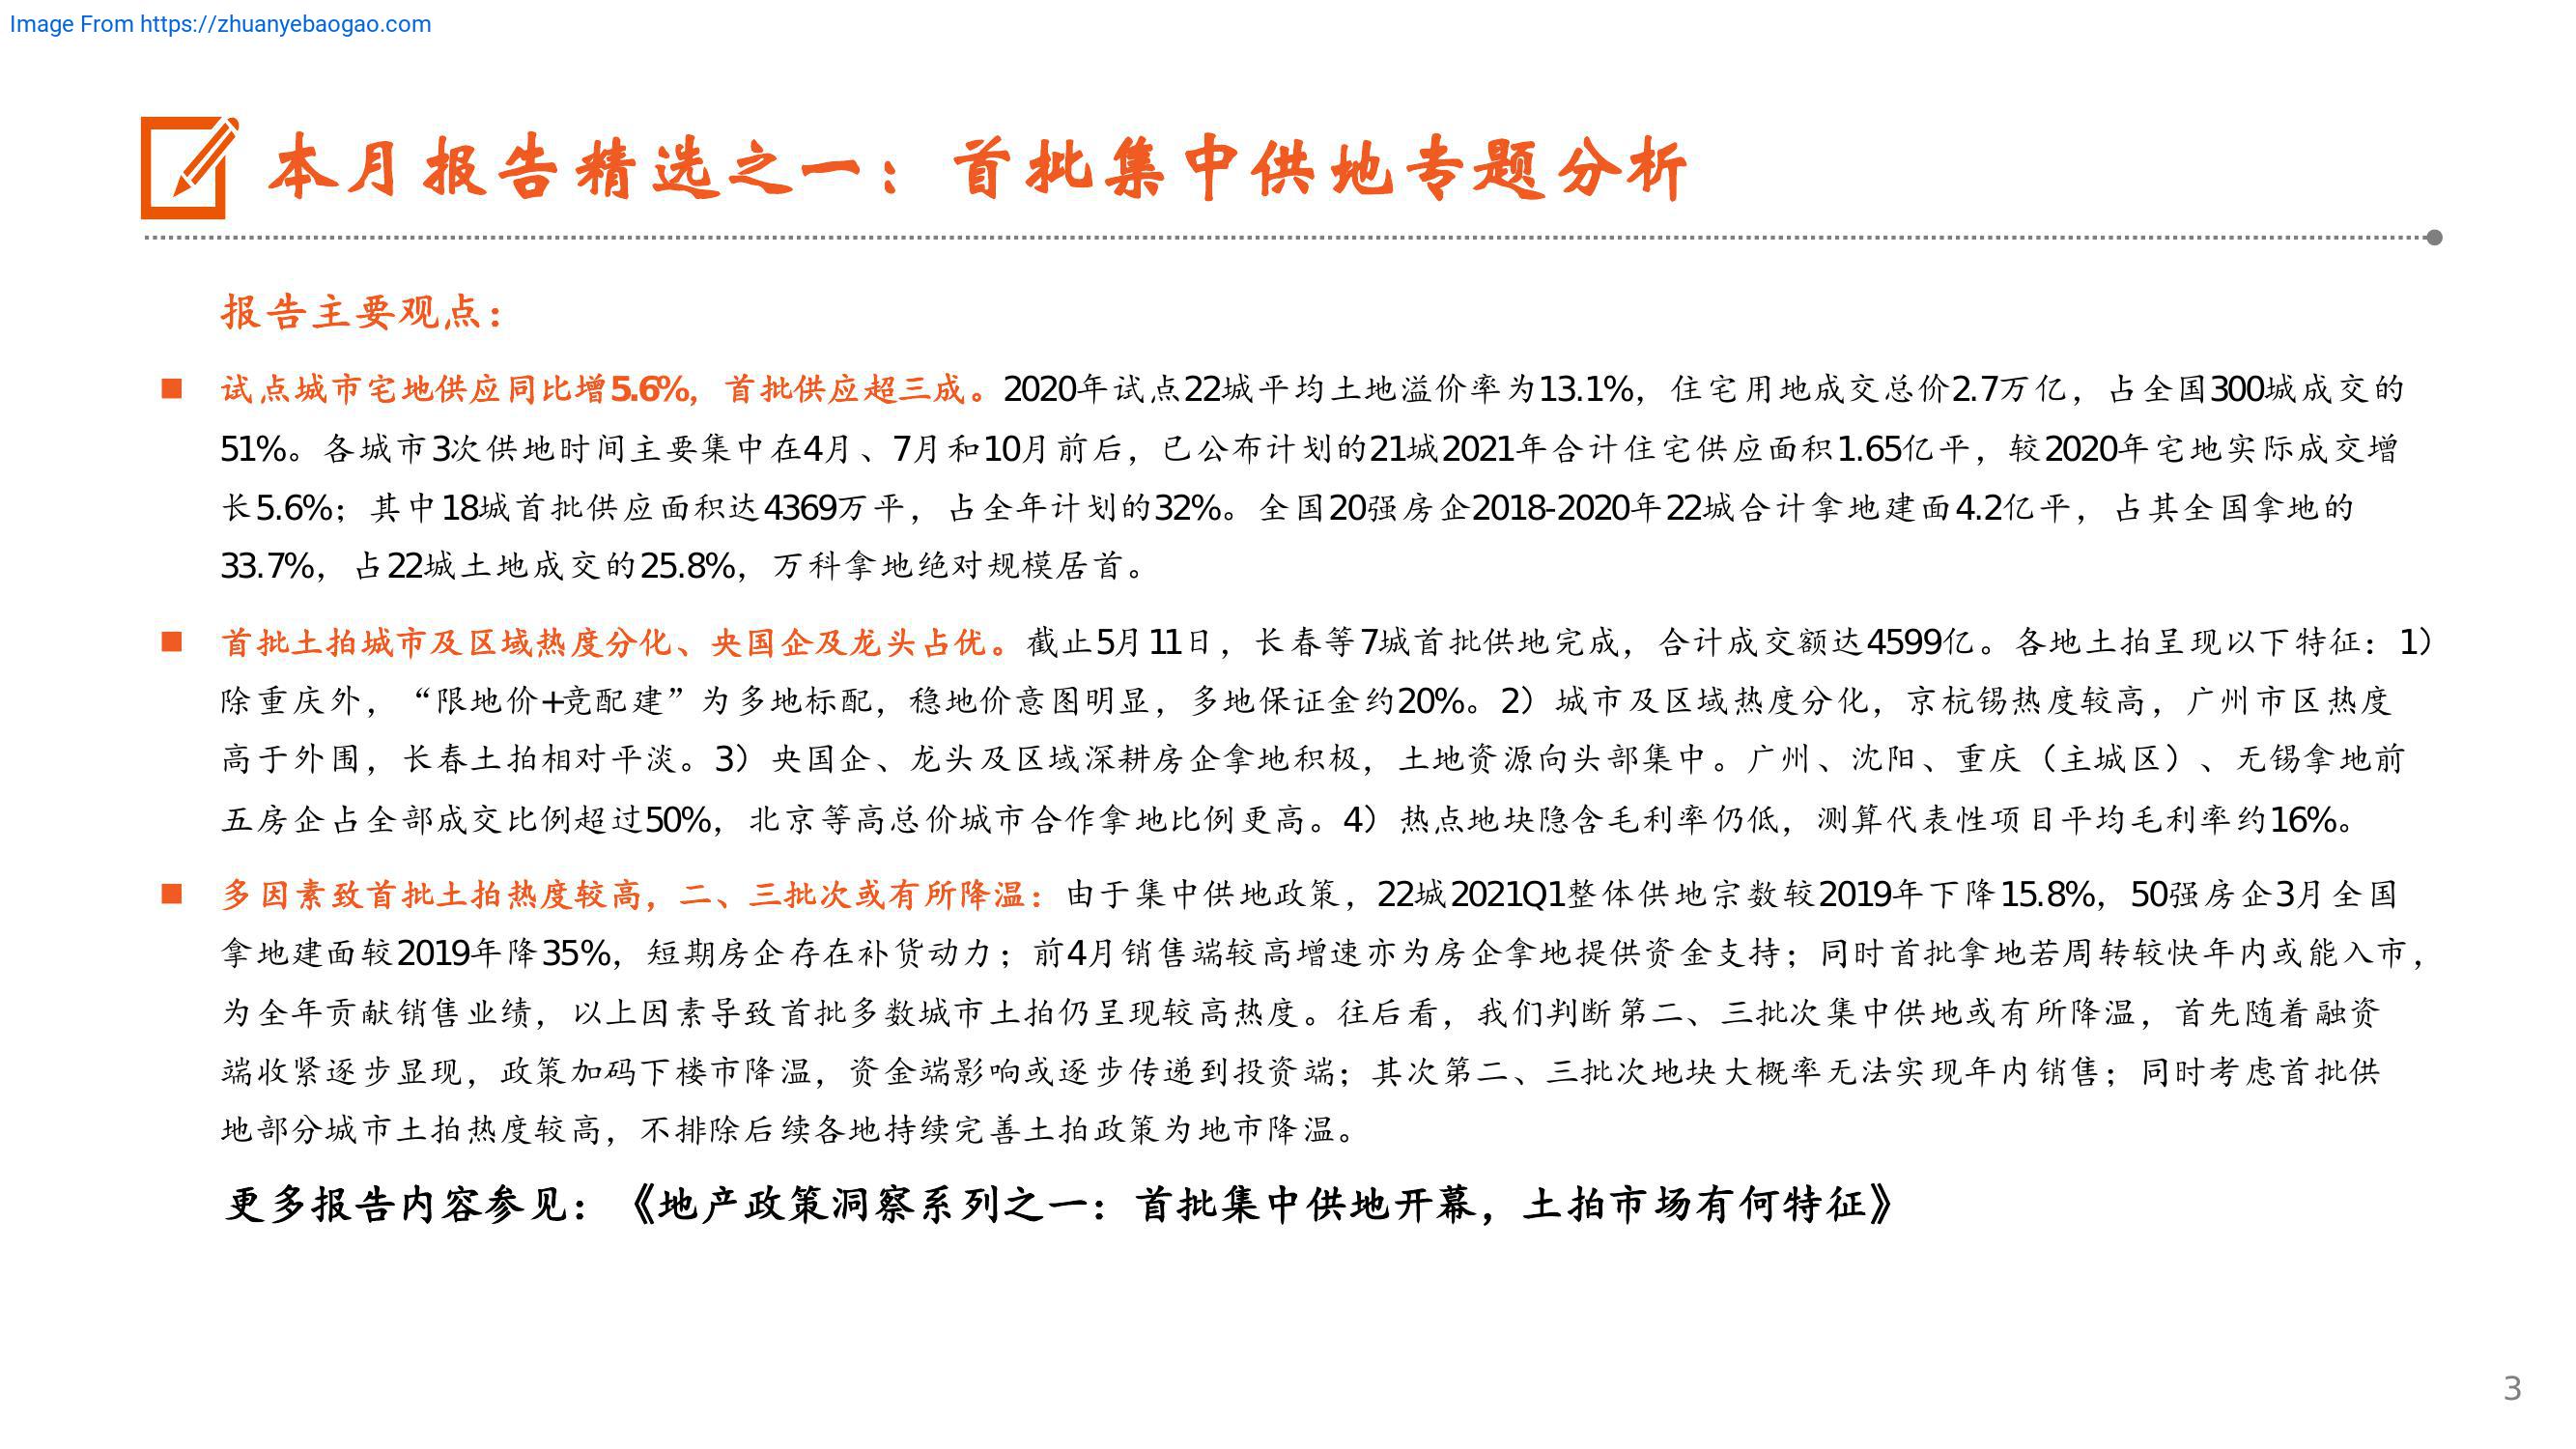 Image From https://zhuanyebaogao.com
本月报告精选之一：首批集中供地专题分析
报告主要观点：
试点城市宅地供应同比增5.6%，首批供应超三成。2020年试点22城平均土地溢价率为13.1%，住宅用地成交总价2.7万亿，占全国300城成交的
51%。各城市3次供地时间主要集中在4月、7月和10月前后，已公布计划的21城2021年合计住宅供应面积1.65亿平，较2020年宅地实际成交增
长5.6%；其中18城首批供应面积达4369万平，占全年计划的32%。全国20强房企2018-2020年22城合计拿地建面4.2亿平，占其全国拿地的
33.7%，占22城土地成交的25.8%，万科拿地绝对规模居首。
首批土拍城市及区域热度分化、央国企及龙头占优。截止5月11日，长春等7城首批供地完成，合计成交额达4599亿。各地土拍呈现以下特征：1）
除重庆外，“限地价+竞配建”为多地标配，稳地价意图明显，多地保证金约20%。2）城市及区域热度分化，京杭锡热度较高，广州市区热度
高于外围，长春土拍相对平淡。3）央国企、龙头及区域深耕房企拿地积极，土地资源向头部集中。广州、沈阳、重庆（主城区）、无锡拿地前
五房企占全部成交比例超过50%，北京等高总价城市合作拿地比例更高。4）热点地块隐含毛利率仍低，测算代表性项目平均毛利率约16%。
多因素致首批土拍热度较高，二、三批次或有所降温：由于集中供地政策，22城2021Q1整体供地宗数较2019年下降15.8%，50强房企3月全国
拿地建面较2019年降35%，短期房企存在补货动力；前4月销售端较高增速亦为房企拿地提供资金支持；同时首批拿地若周转较快年内或能入市，
为全年贡献销售业绩，以上因素导致首批多数城市土拍仍呈现较高热度。往后看，我们判断第二、三批次集中供地或有所降温，首先随着融资
端收紧逐步显现，政策加码下楼市降温，资金端影响或逐步传递到投资端；其次第二、三批次地块大概率无法实现年内销售；同时考虑首批供
地部分城市土拍热度较高，不排除后续各地持续完善土拍政策为地市降温。
更多报告内容参见：《地产政策洞察系列之一：首批集中供地开幕，土拍市场有何特征》
3